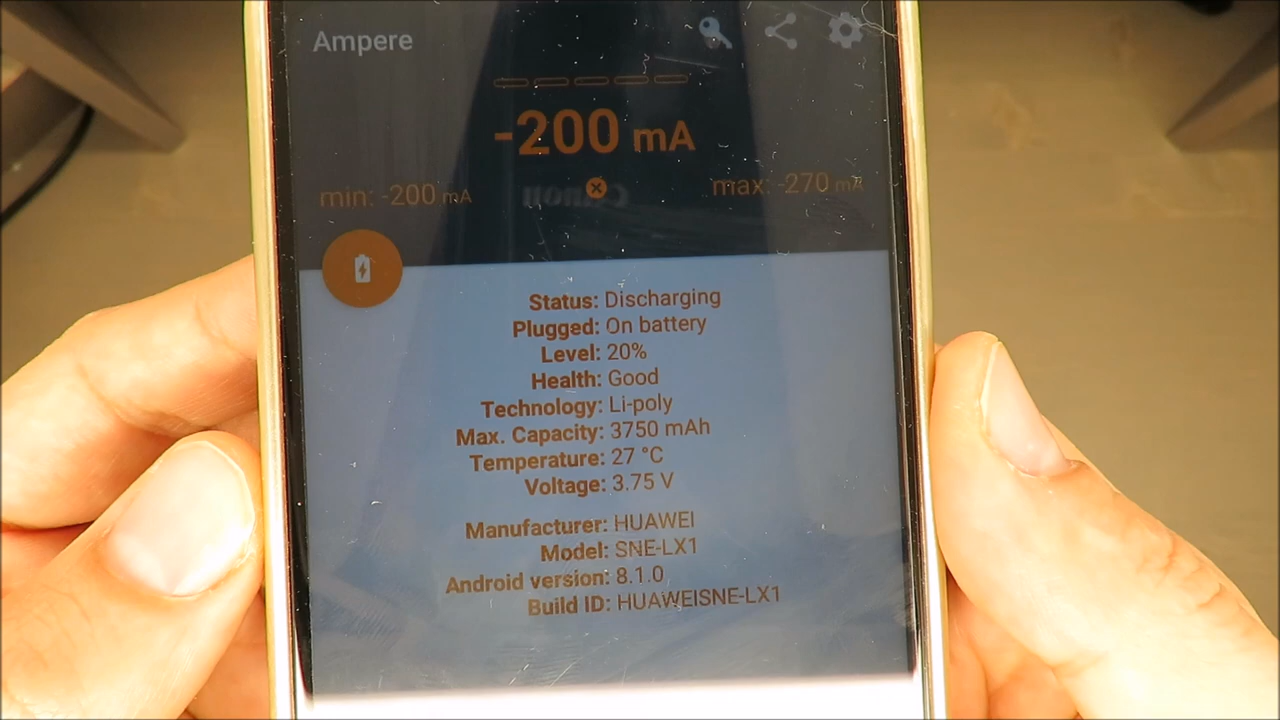 Ampere
-200 mA
min: -200 mA
max: -270 mA
Canon
Status: Discharging
Plugged: On battery
Level: 20%
Health: Good
Technology: Li-poly
Max. Capacity: 3750 mAh
Temperature: 27 °C
Voltage: 3.75 V
Manufacturer: HUAWEI
Model: SNE-LX1
Android version: 8.1.0
Build ID: HUAWEISNE-LX1